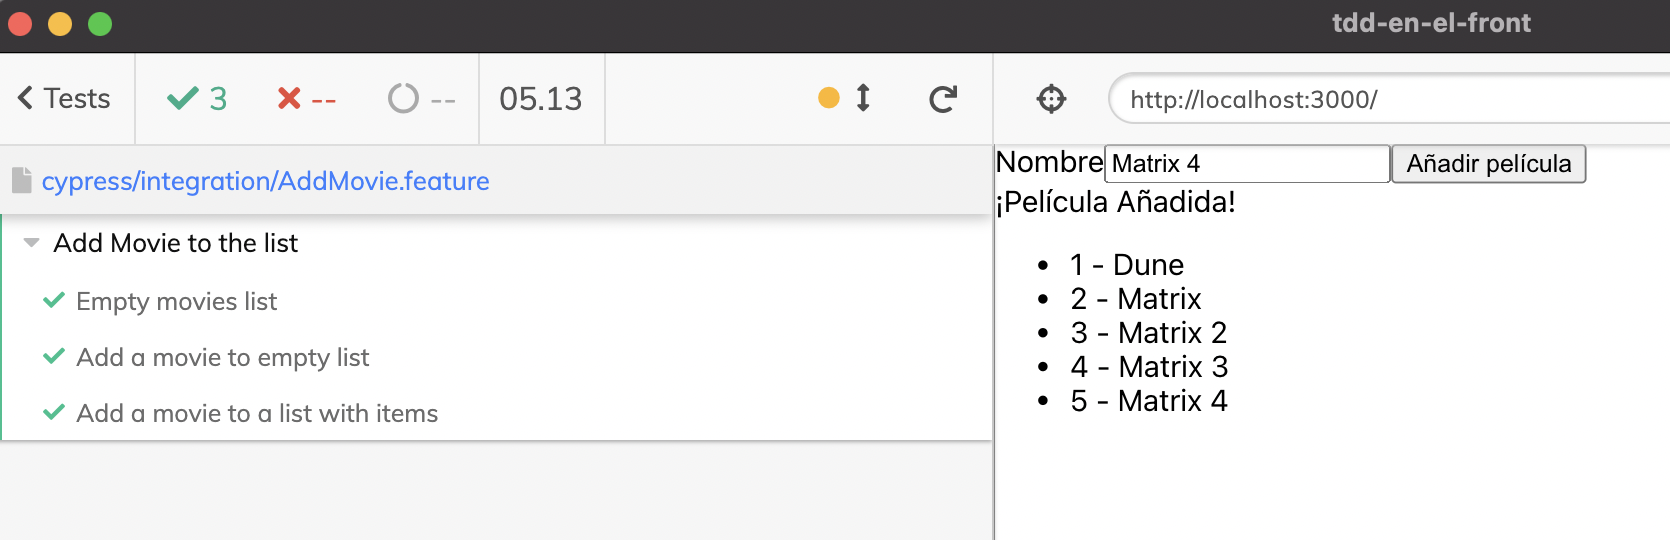 tdd-en-el-front
Tests 3 -- -- 05.13
http://localhost:3000/
cypress/integration/AddMovie.feature
Add Movie to the list
Empty movies list
Add a movie to empty list
Add a movie to a list with items
Nombre Matrix 4 Añadir película
¡Película Añadida!
• 1 - Dune
• 2 - Matrix
• 3 - Matrix 2
• 4 - Matrix 3
• 5 - Matrix 4